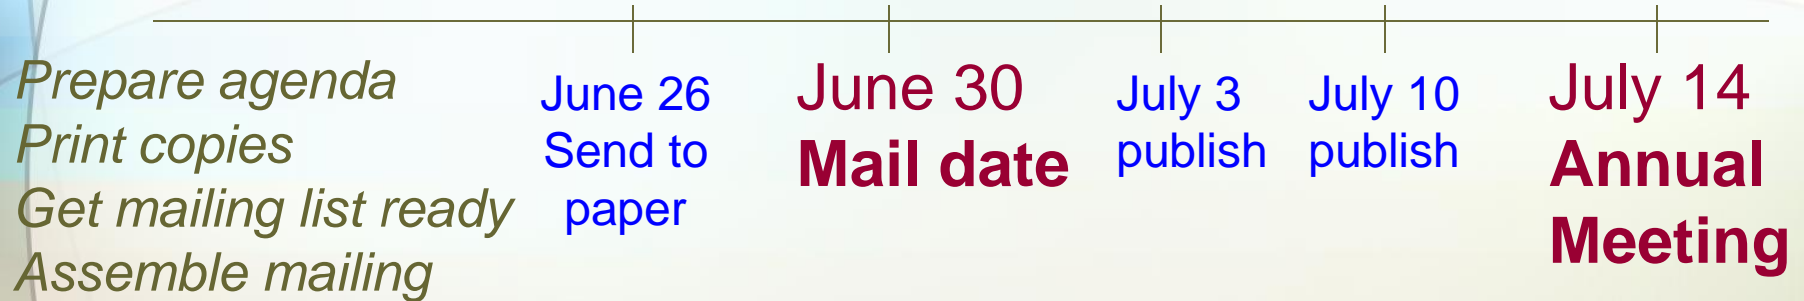 Prepare agenda
Print copies
Get mailing list ready
Assemble mailing
June 26
Send to
paper
June 30
Mail date
July 3
publish
July 10
publish
July 14
Annual
Meeting